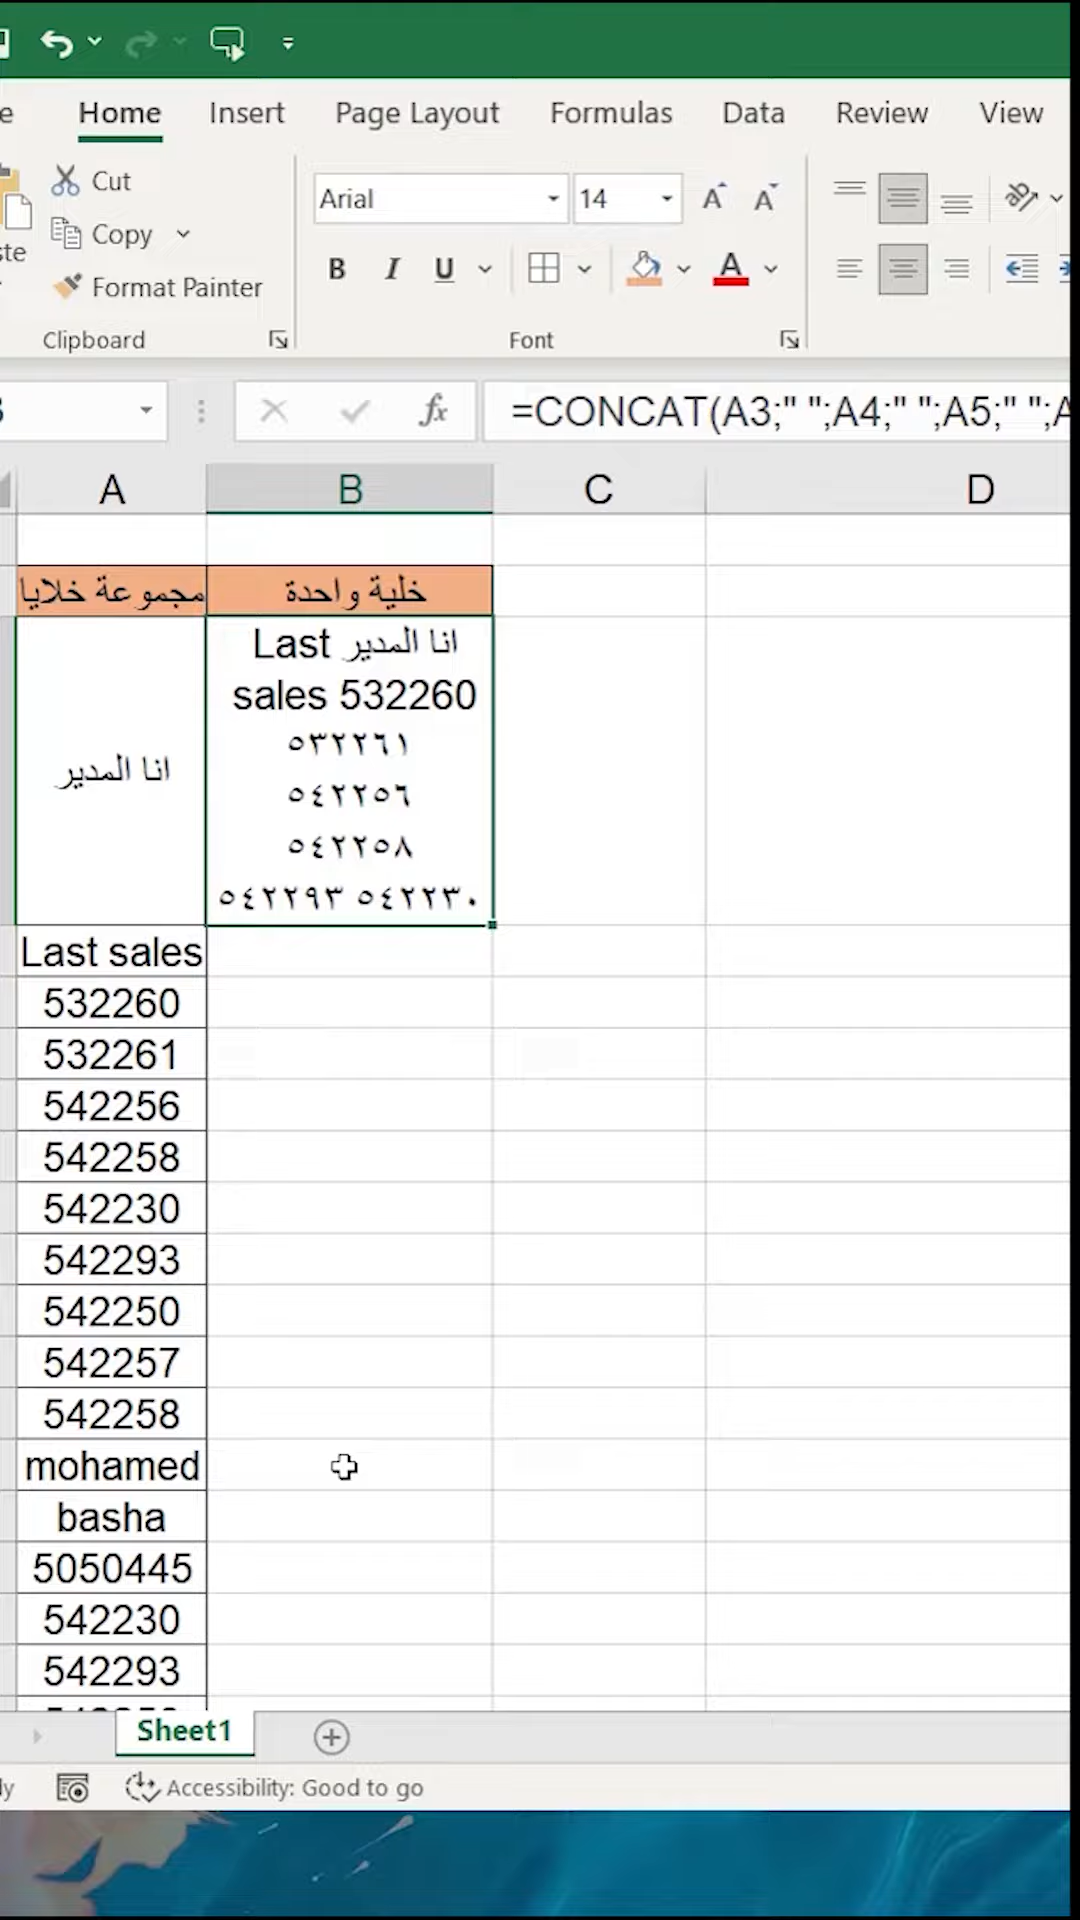 Home Insert Page Layout Formulas Data Review View
Cut
Copy
Format Painter
Clipboard
Arial 14
B I U A
Font
fx =CONCAT(A3;" ";A4;" ";A5;" ";A
A B C D
مجموعة خلايا خلية واحدة
انا المدير
انا المدير Last
sales 532260
٥٣٢٢٦١
٥٤٢٢٥٦
٥٤٢٢٥٨
٥٤٢٢٩٣ ٥٤٢٢٣٠
Last sales
532260
532261
542256
542258
542230
542293
542250
542257
542258
mohamed
basha
5050445
542230
542293
Sheet1
Accessibility: Good to go